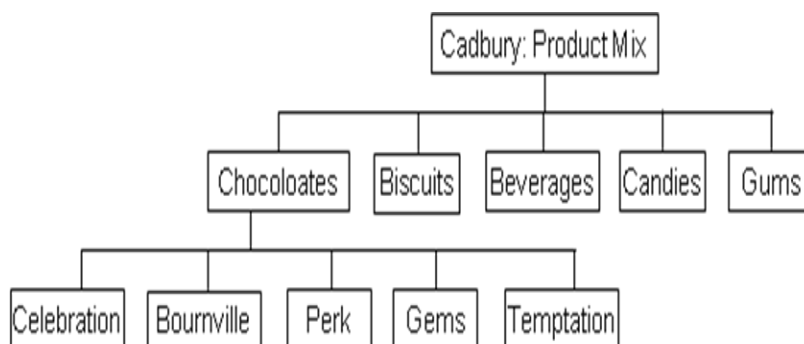 Cadbury: Product Mix
Chocoloates Biscuits Beverages Candies Gums
Celebration Bournville Perk Gems Temptation